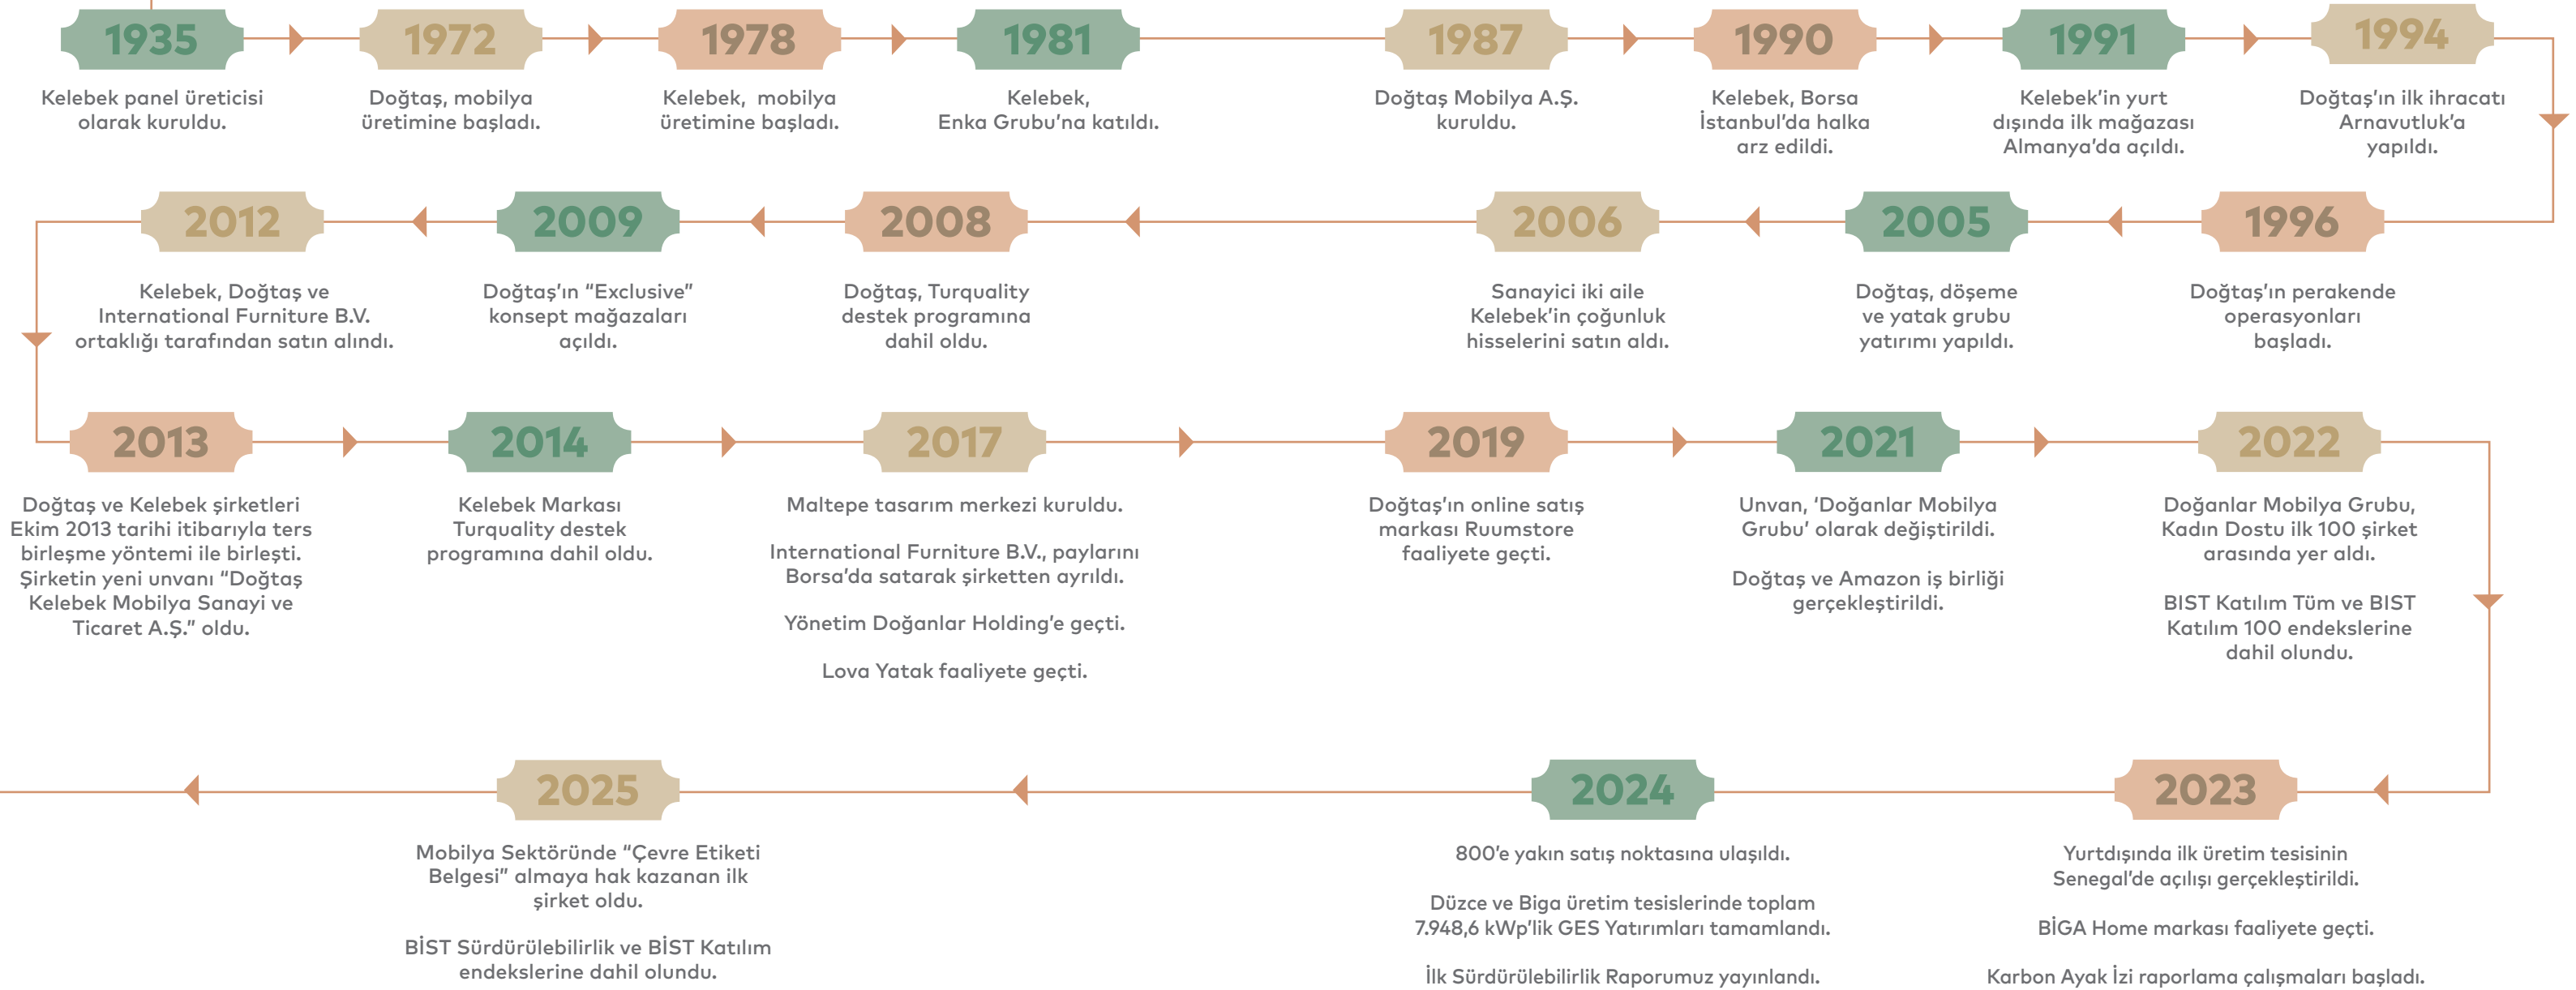 1935
Kelebek panel üreticisi
olarak kuruldu.
1972
Doğtaş, mobilya
üretimine başladı.
1978
Kelebek, mobilya
üretimine başladı.
1981
Kelebek,
Enka Grubu’na katıldı.
1987
Doğtaş Mobilya A.Ş.
kuruldu.
1990
Kelebek, Borsa
İstanbul’da halka
arz edildi.
1991
Kelebek’in yurt
dışında ilk mağazası
Almanya’da açıldı.
1994
Doğtaş’ın ilk ihracatı
Arnavutluk’a
yapıldı.
1996
Doğtaş’ın perakende
operasyonları
başladı.
2005
Doğtaş, döşeme
ve yatak grubu
yatırımı yapıldı.
2006
Sanayici iki aile
Kelebek’in çoğunluk
hisselerini satın aldı.
2008
Doğtaş, Turquality
destek programına
dahil oldu.
2009
Doğtaş’ın “Exclusive”
konsept mağazaları
açıldı.
2012
Kelebek, Doğtaş ve
International Furniture B.V.
ortaklığı tarafından satın alındı.
2013
Doğtaş ve Kelebek şirketleri
Ekim 2013 tarihi itibarıyla ters
birleşme yöntemi ile birleşti.
Şirketin yeni unvanı “Doğtaş
Kelebek Mobilya Sanayi ve
Ticaret A.Ş.” oldu.
2014
Kelebek Markası
Turquality destek
programına dahil oldu.
2017
Maltepe tasarım merkezi kuruldu.
International Furniture B.V., paylarını
Borsa’da satarak şirketten ayrıldı.
Yönetim Doğanlar Holding’e geçti.
Lova Yatak faaliyete geçti.
2019
Doğtaş’ın online satış
markası Ruumstore
faaliyete geçti.
2021
Unvan, ‘Doğanlar Mobilya
Grubu’ olarak değiştirildi.
Doğtaş ve Amazon iş birliği
gerçekleştirildi.
2022
Doğanlar Mobilya Grubu,
Kadın Dostu ilk 100 şirket
arasında yer aldı.
BIST Katılım Tüm ve BIST
Katılım 100 endekslerine
dahil olundu.
2023
Yurtdışında ilk üretim tesisinin
Senegal’de açılışı gerçekleştirildi.
BİGA Home markası faaliyete geçti.
Karbon Ayak İzi raporlama çalışmaları başladı.
2024
800’e yakın satış noktasına ulaşıldı.
Düzce ve Biga üretim tesislerinde toplam
7.948,6 kWp’lik GES Yatırımları tamamlandı.
İlk Sürdürülebilirlik Raporumuz yayınlandı.
2025
Mobilya Sektöründe “Çevre Etiketi
Belgesi” almaya hak kazanan ilk
şirket oldu.
BİST Sürdürülebilirlik ve BİST Katılım
endekslerine dahil olundu.